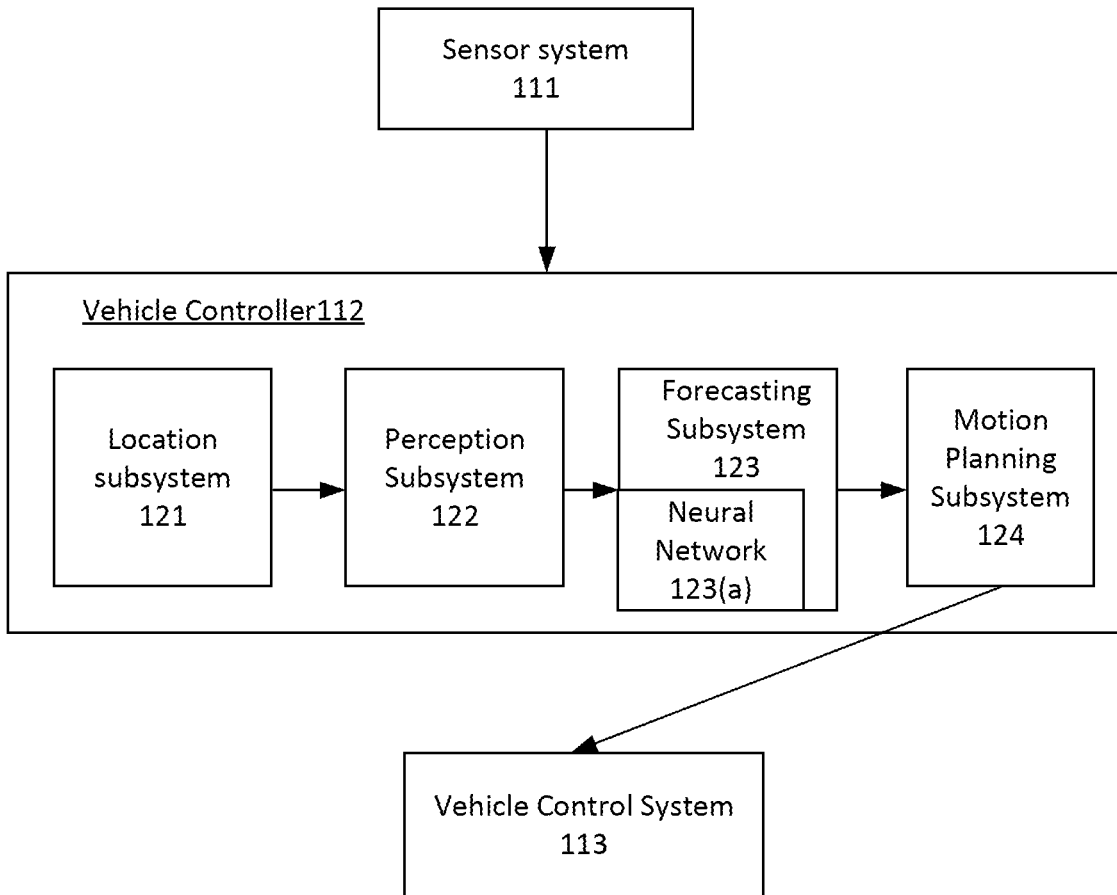 Sensor system
111
Vehicle Controller112
Location
subsystem
121
Perception
Subsystem
122
Forecasting
Subsystem
123
Neural
Network
123(a)
Motion
Planning
Subsystem
124
Vehicle Control System
113